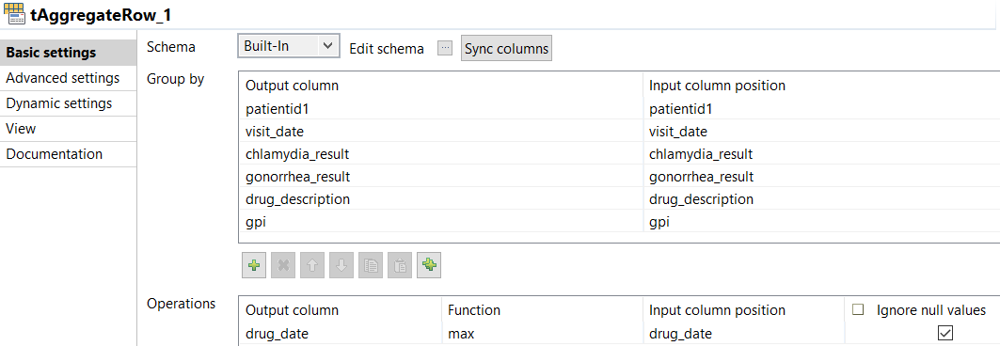 tAggregateRow_1
Basic settings
Advanced settings
Dynamic settings
View
Documentation
Schema Built-In Edit schema ... Sync columns
Group by
Output column Input column position
patientid1 patientid1
visit_date visit_date
chlamydia_result chlamydia_result
gonorrhea_result gonorrhea_result
drug_description drug_description
gpi gpi
Operations
Output column Function Input column position Ignore null values
drug_date max drug_date